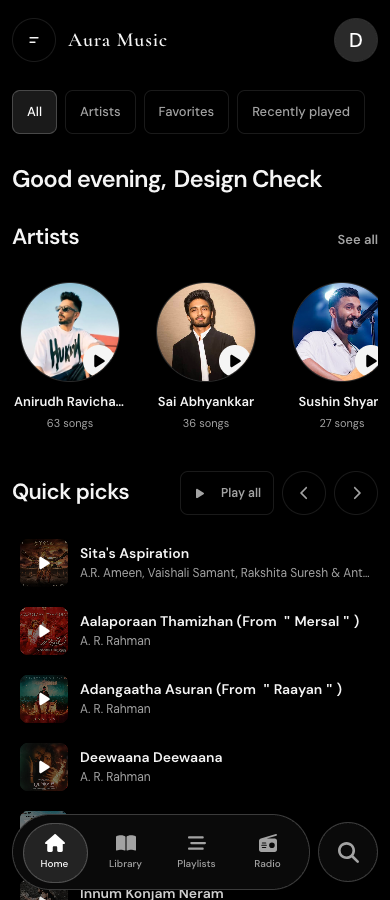 Aura Music
D
All
Artists
Favorites
Recently played
Good evening, Design Check
Artists
See all
Anirudh Ravicha...
63 songs
Sai Abhyankkar
36 songs
Sushin Shyar
27 songs
Quick picks
Play all
Sita's Aspiration
A.R. Ameen, Vaishali Samant, Rakshita Suresh & Ant...
Aalaporaan Thamizhan (From " Mersal " )
A. R. Rahman
Adangaatha Asuran (From " Raayan " )
A. R. Rahman
Deewaana Deewaana
A. R. Rahman
Home
Library
Playlists
Radio
Innum Konjam Neram